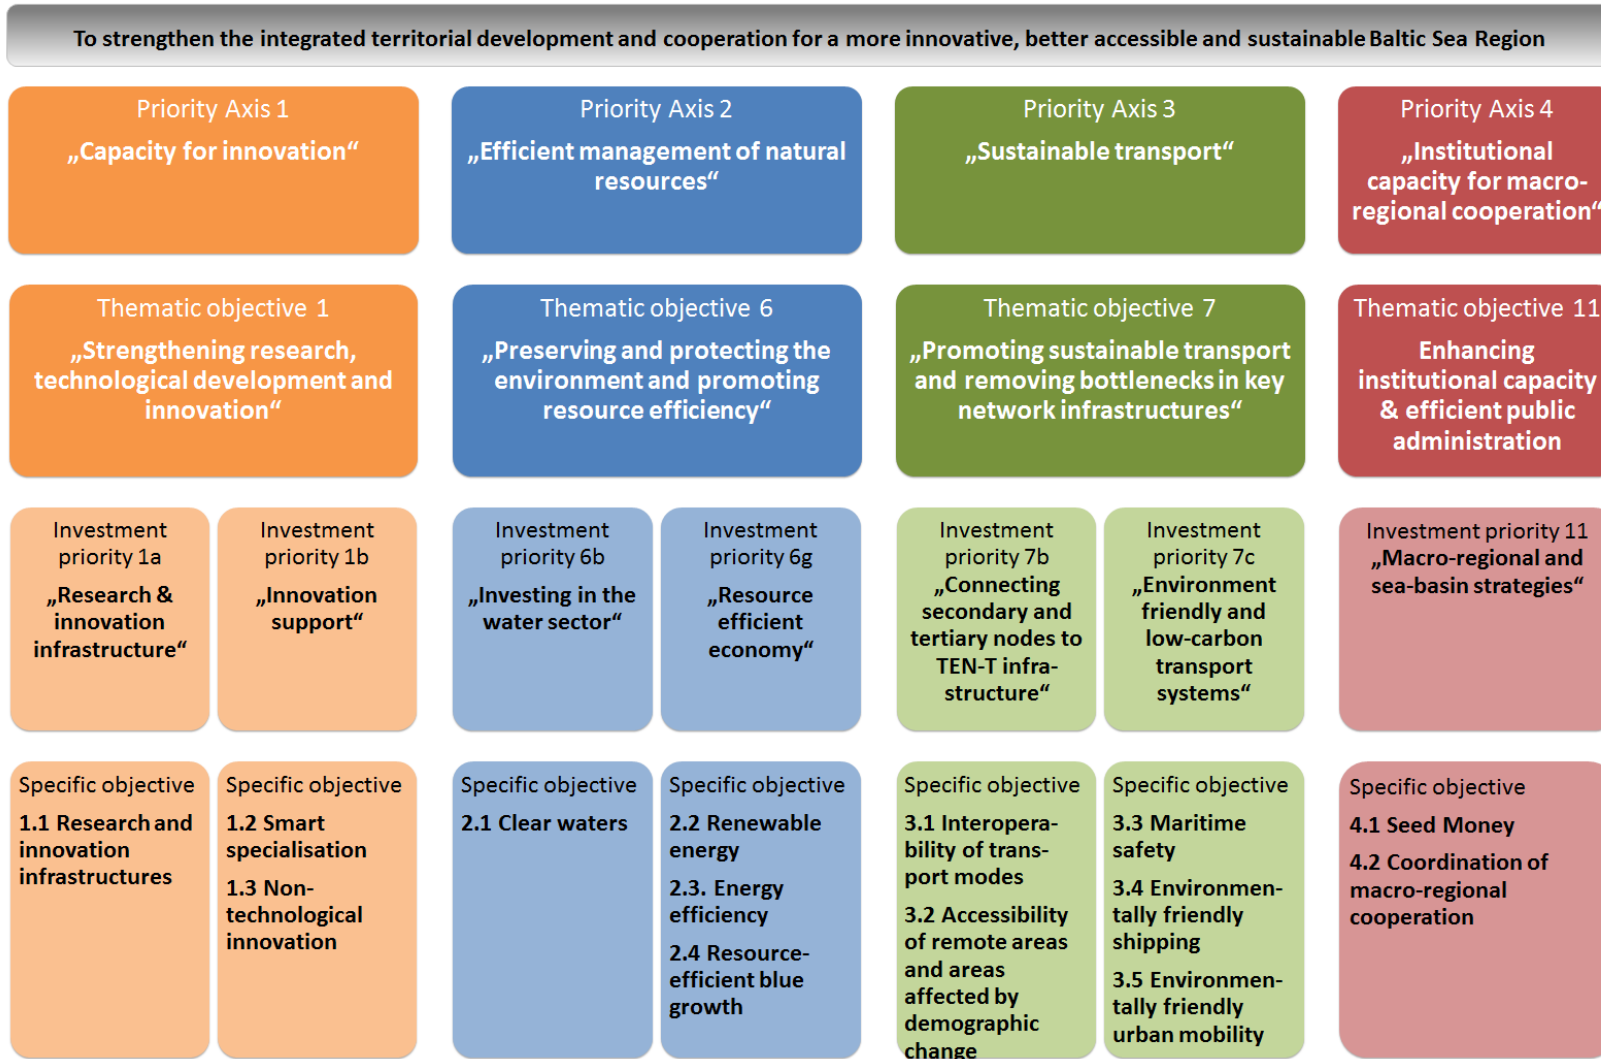 To strengthen the integrated territorial development and cooperation for a more innovative, better accessible and sustainable Baltic Sea Region
Priority Axis 1
„Capacity for innovation“
Priority Axis 2
„Efficient management of natural
resources“
Priority Axis 3
„Sustainable transport“
Priority Axis 4
„Institutional
capacity for macro-
regional cooperation“
Thematic objective 1
„Strengthening research,
technological development and
innovation“
Thematic objective 6
„Preserving and protecting the
environment and promoting
resource efficiency“
Thematic objective 7
„Promoting sustainable transport
and removing bottlenecks in key
network infrastructures“
Thematic objective 11
Enhancing
institutional capacity
& efficient public
administration
Investment
priority 1a
„Research &
innovation
infrastructure“
Investment
priority 1b
„Innovation
support“
Investment
priority 6b
„Investing in the
water sector“
Investment
priority 6g
„Resource
efficient
economy“
Investment
priority 7b
„Connecting
secondary and
tertiary nodes to
TEN-T infra-
structure“
Investment
priority 7c
„Environment
friendly and
low-carbon
transport
systems“
Investment priority 11
„Macro-regional and
sea-basin strategies“
Specific objective
1.1 Research and
innovation
infrastructures
Specific objective
1.2 Smart
specialisation
1.3 Non-
technological
innovation
Specific objective
2.1 Clear waters
Specific objective
2.2 Renewable
energy
2.3. Energy
efficiency
2.4 Resource-
efficient blue
growth
Specific objective
3.1 Interopera-
bility of trans-
port modes
3.2 Accessibility
of remote areas
and areas
affected by
demographic
change
Specific objective
3.3 Maritime
safety
3.4 Environmen-
tally friendly
shipping
3.5 Environmen-
tally friendly
urban mobility
Specific objective
4.1 Seed Money
4.2 Coordination of
macro-regional
cooperation